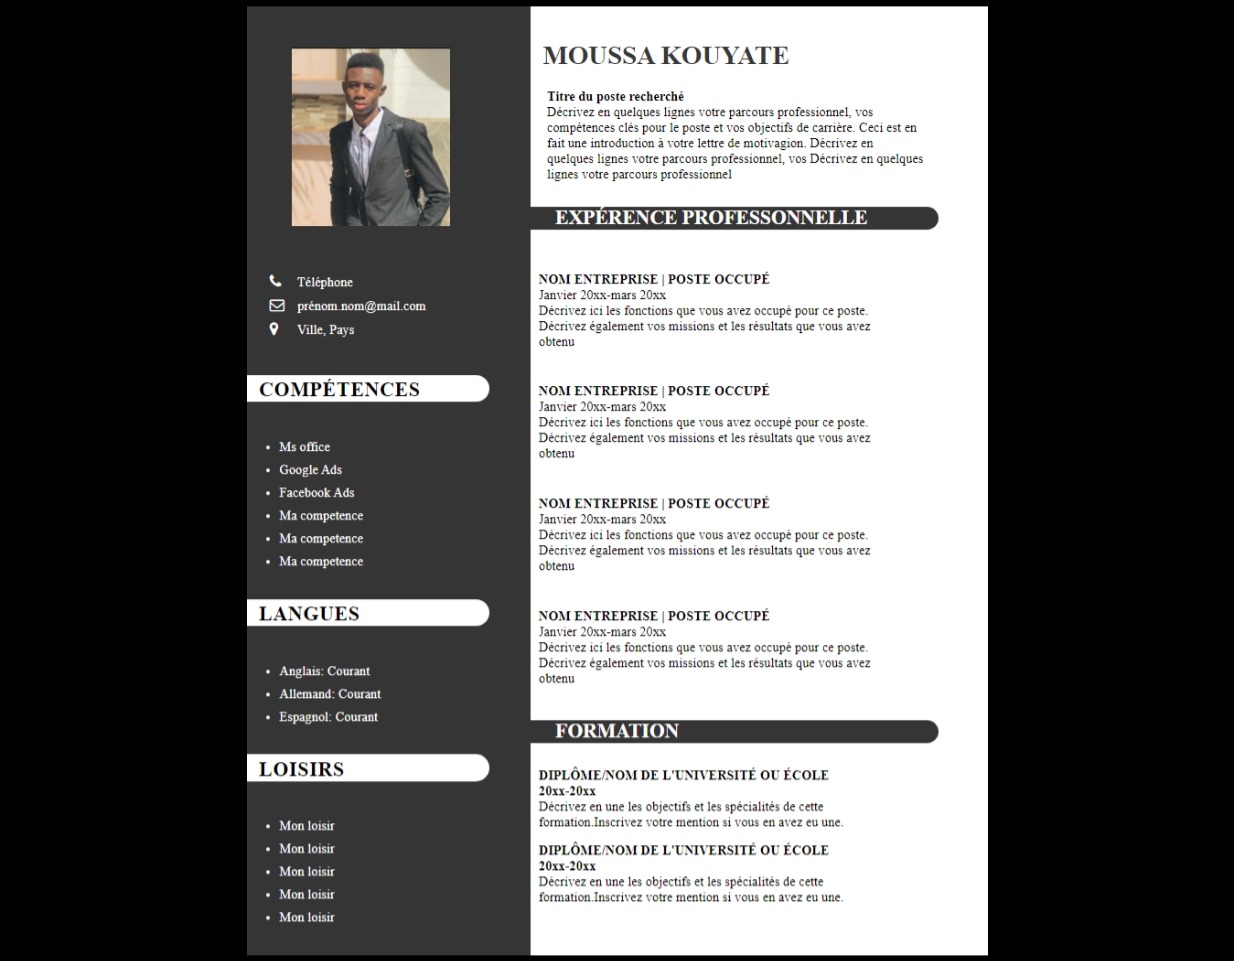 MOUSSA KOUYATE
Titre du poste recherché
Décrivez en quelques lignes votre parcours professionnel, vos
compétences clés pour le poste et vos objectifs de carrière. Ceci est en
fait une introduction à votre lettre de motivagion. Décrivez en
quelques lignes votre parcours professionnel, vos Décrivez en quelques
lignes votre parcours professionnel
Téléphone
prénom.nom@mail.com
Ville, Pays
COMPÉTENCES
• Ms office
• Google Ads
• Facebook Ads
• Ma competence
• Ma competence
• Ma competence
LANGUES
• Anglais: Courant
• Allemand: Courant
• Espagnol: Courant
LOISIRS
• Mon loisir
• Mon loisir
• Mon loisir
• Mon loisir
• Mon loisir
EXPÉRENCE PROFESSONNELLE
NOM ENTREPRISE | POSTE OCCUPÉ
Janvier 20xx-mars 20xx
Décrivez ici les fonctions que vous avez occupé pour ce poste.
Décrivez également vos missions et les résultats que vous avez
obtenu
NOM ENTREPRISE | POSTE OCCUPÉ
Janvier 20xx-mars 20xx
Décrivez ici les fonctions que vous avez occupé pour ce poste.
Décrivez également vos missions et les résultats que vous avez
obtenu
NOM ENTREPRISE | POSTE OCCUPÉ
Janvier 20xx-mars 20xx
Décrivez ici les fonctions que vous avez occupé pour ce poste.
Décrivez également vos missions et les résultats que vous avez
obtenu
NOM ENTREPRISE | POSTE OCCUPÉ
Janvier 20xx-mars 20xx
Décrivez ici les fonctions que vous avez occupé pour ce poste.
Décrivez également vos missions et les résultats que vous avez
obtenu
FORMATION
DIPLÔME/NOM DE L'UNIVERSITÉ OU ÉCOLE
20xx-20xx
Décrivez en une les objectifs et les spécialités de cette
formation.Inscrivez votre mention si vous en avez eu une.
DIPLÔME/NOM DE L'UNIVERSITÉ OU ÉCOLE
20xx-20xx
Décrivez en une les objectifs et les spécialités de cette
formation.Inscrivez votre mention si vous en avez eu une.